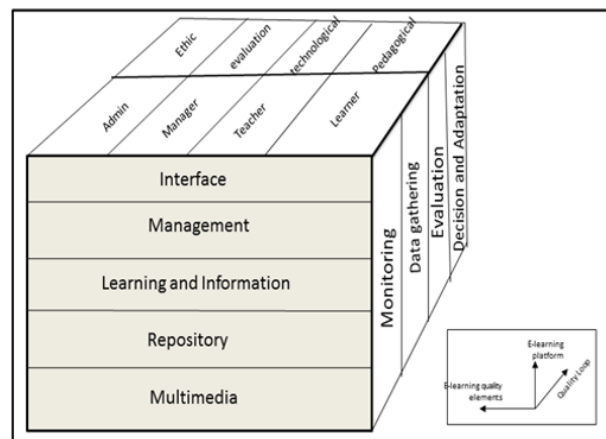 Ethic
evaluation
technological
Pedagogical
Admin
Manager
Teacher
Learner
Interface
Management
Learning and Information
Repository
Multimedia
Monitoring
Data gathering
Evaluation
Decision and Adaptation
E-learning
platform
E-learning quality
elements
Quality Loop